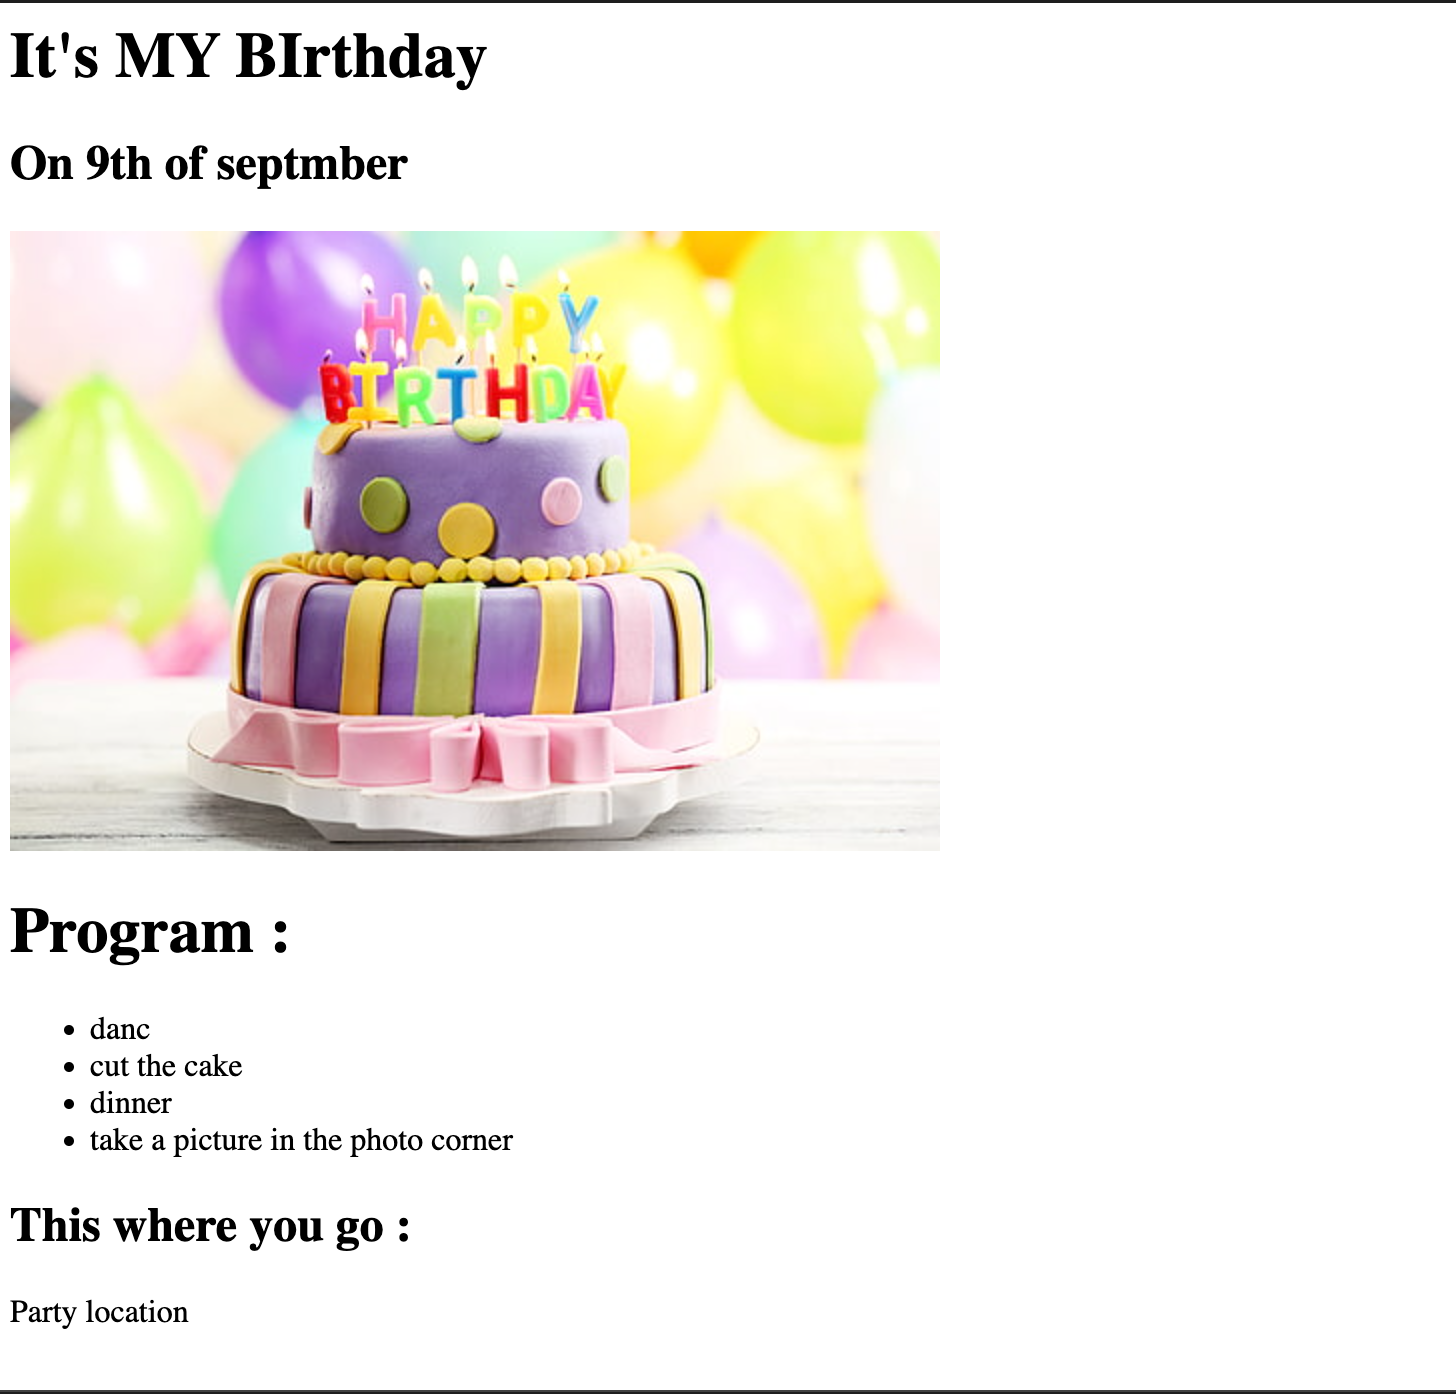 It's MY BIrthday
On 9th of septmber
HAPPY
BIRTHDAY
Program :
danc
cut the cake
dinner
take a picture in the photo corner
This where you go :
Party location